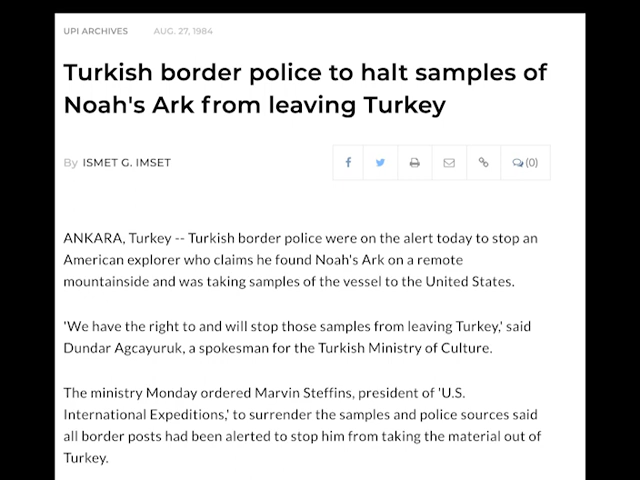 UPI ARCHIVES AUG. 27, 1984
Turkish border police to halt samples of
Noah's Ark from leaving Turkey
By ISMET G. IMSET
(0)
ANKARA, Turkey -- Turkish border police were on the alert today to stop an
American explorer who claims he found Noah's Ark on a remote
mountainside and was taking samples of the vessel to the United States.
'We have the right to and will stop those samples from leaving Turkey,' said
Dundar Agcayuruk, a spokesman for the Turkish Ministry of Culture.
The ministry Monday ordered Marvin Steffins, president of 'U.S.
International Expeditions,' to surrender the samples and police sources said
all border posts had been alerted to stop him from taking the material out of
Turkey.